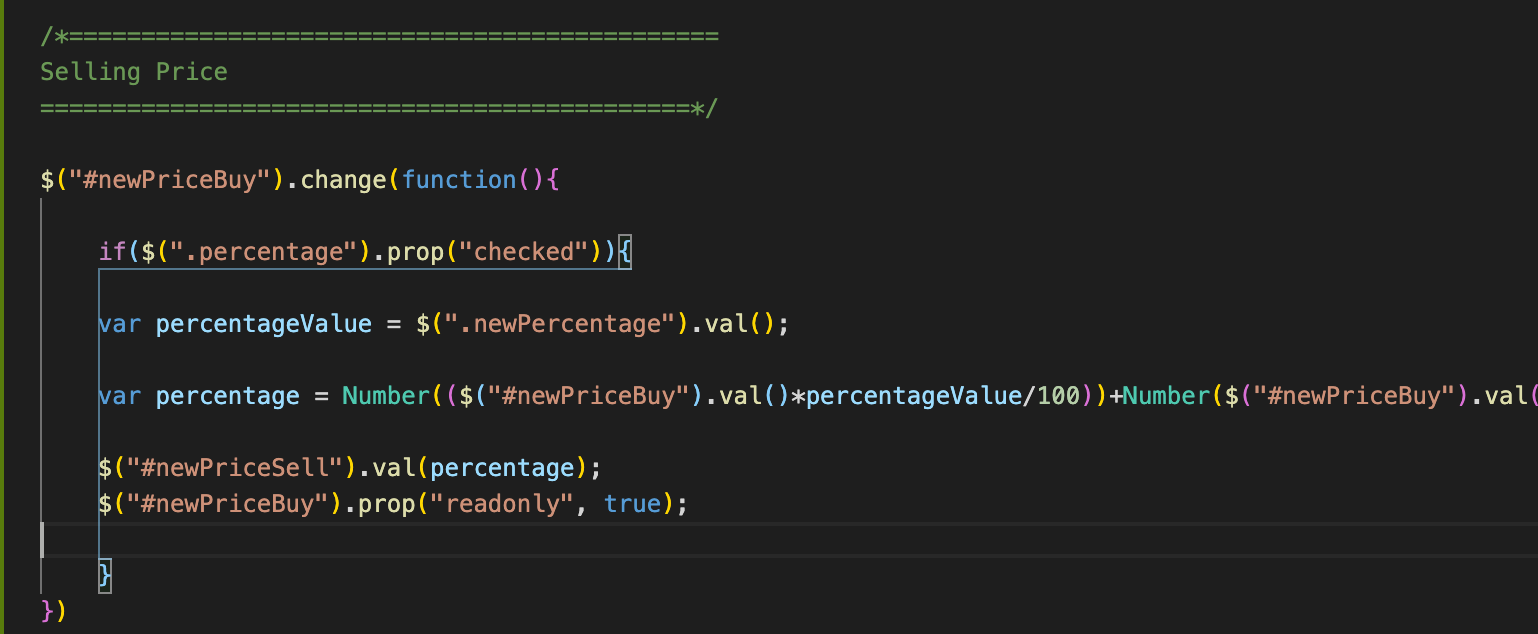 /*=============================================
Selling Price
=============================================*/
$("#newPriceBuy").change(function(){
if($(".percentage").prop("checked")){
var percentageValue = $(".newPercentage").val();
var percentage = Number(($("#newPriceBuy").val()*percentageValue/100))+Number($("#newPriceBuy").val(
$("#newPriceSell").val(percentage);
$("#newPriceBuy").prop("readonly", true);
}
})